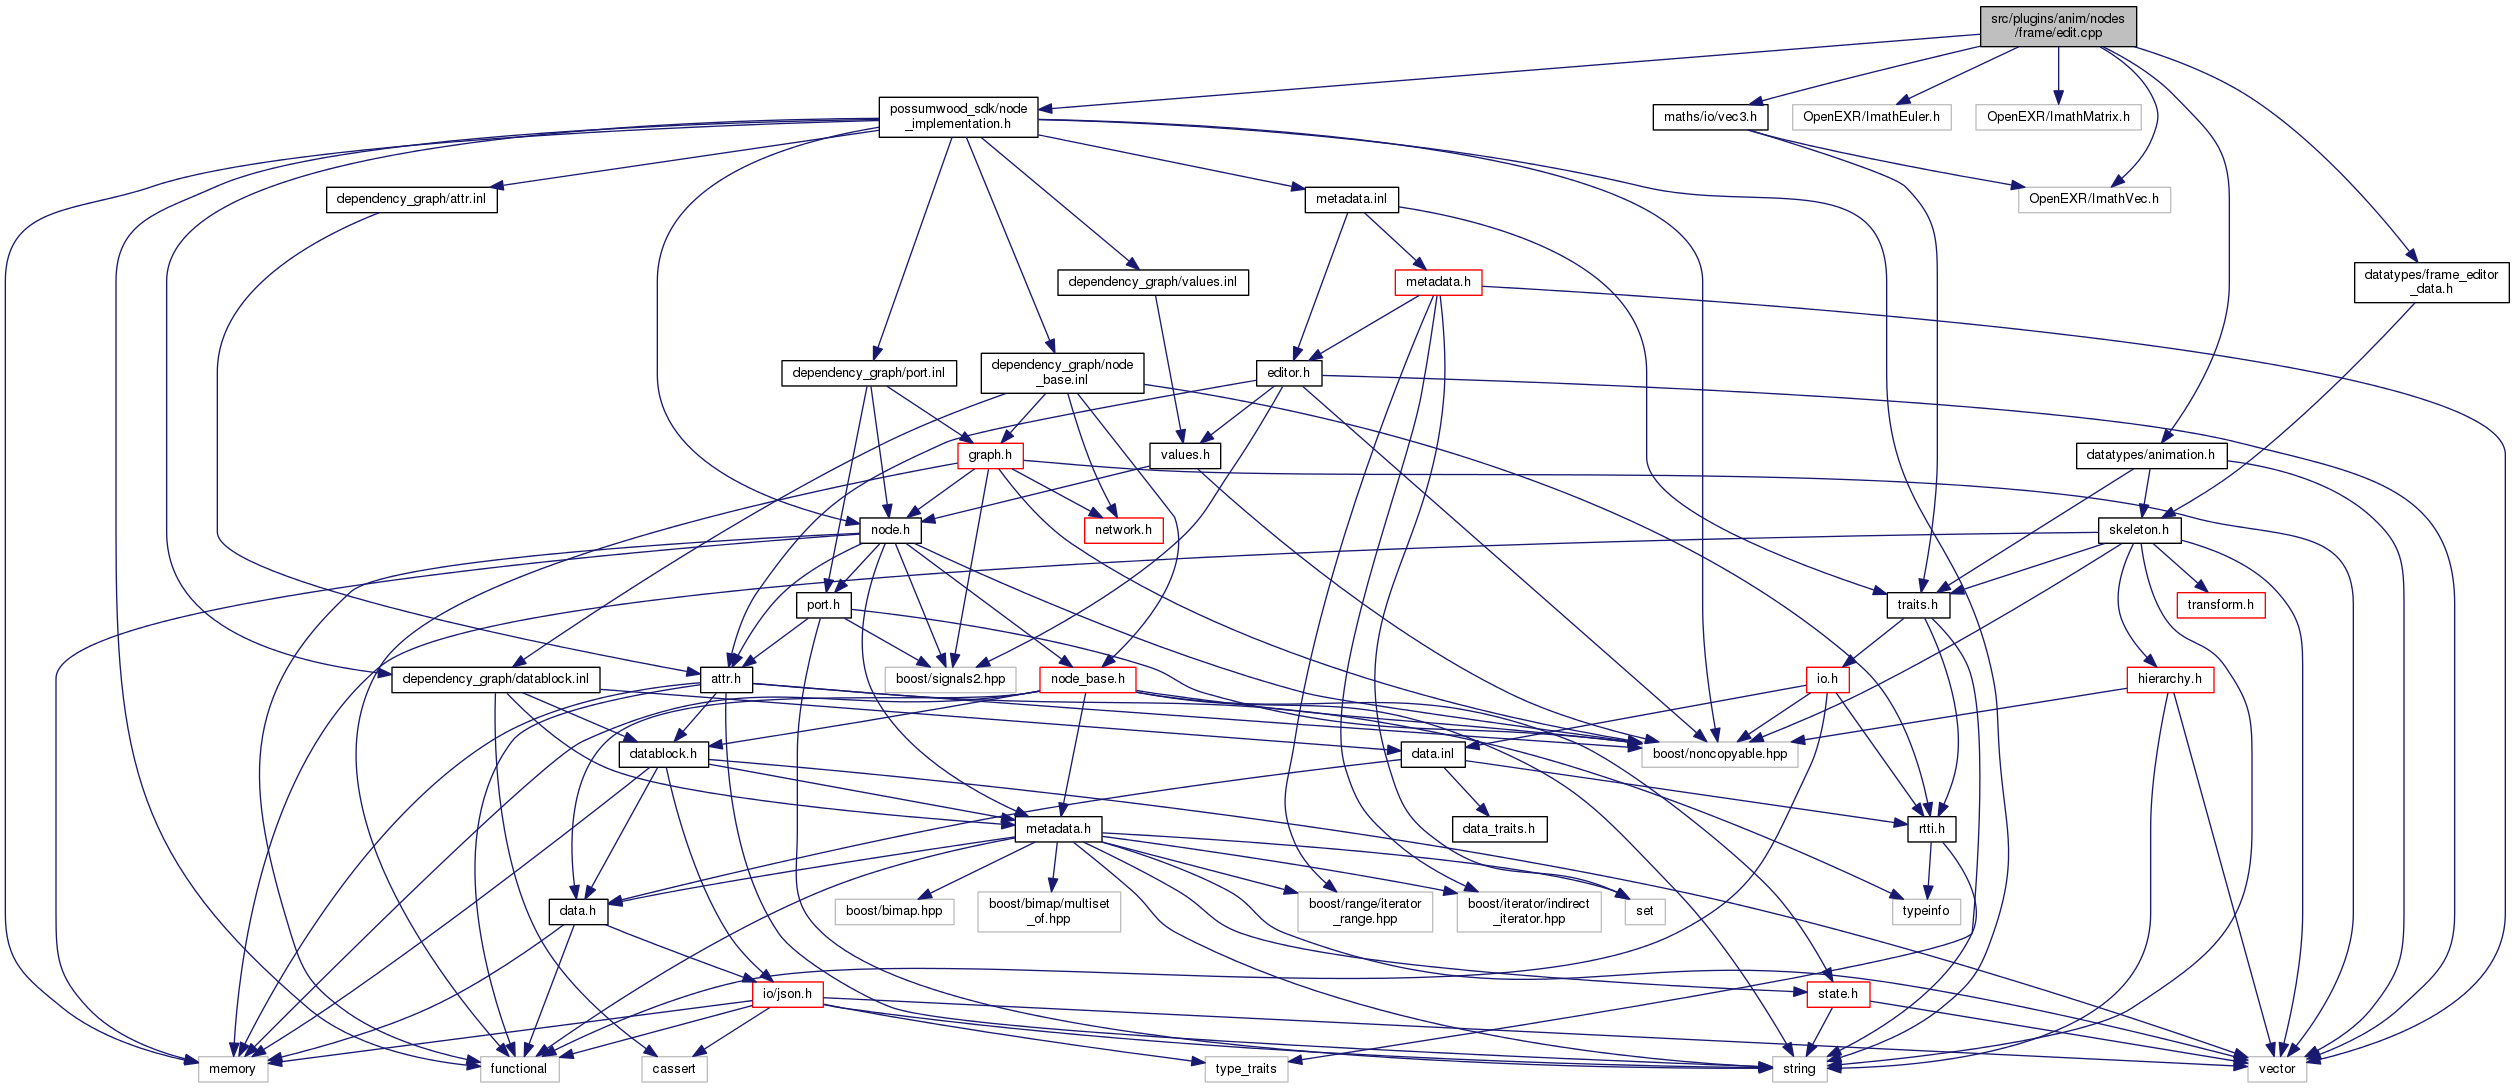 src/plugins/anim/nodes
/frame/edit.cpp
possumwood_sdk/node
_implementation.h
maths/io/vec3.h
OpenEXR/ImathEuler.h
OpenEXR/ImathMatrix.h
dependency_graph/attr.inl
metadata.inl
OpenEXR/ImathVec.h
dependency_graph/values.inl
metadata.h
datatypes/frame_editor
_data.h
dependency_graph/port.inl
dependency_graph/node
_base.inl
editor.h
graph.h
values.h
datatypes/animation.h
node.h
network.h
skeleton.h
port.h
traits.h
transform.h
dependency_graph/datablock.inl
attr.h
boost/signals2.hpp
node_base.h
io.h
hierarchy.h
datablock.h
data.inl
boost/noncopyable.hpp
metadata.h
data_traits.h
rtti.h
data.h
boost/bimap.hpp
boost/bimap/multiset
_of.hpp
boost/range/iterator
_range.hpp
boost/iterator/indirect
_iterator.hpp
set
typeinfo
io/json.h
state.h
memory
functional
cassert
type_traits
string
vector